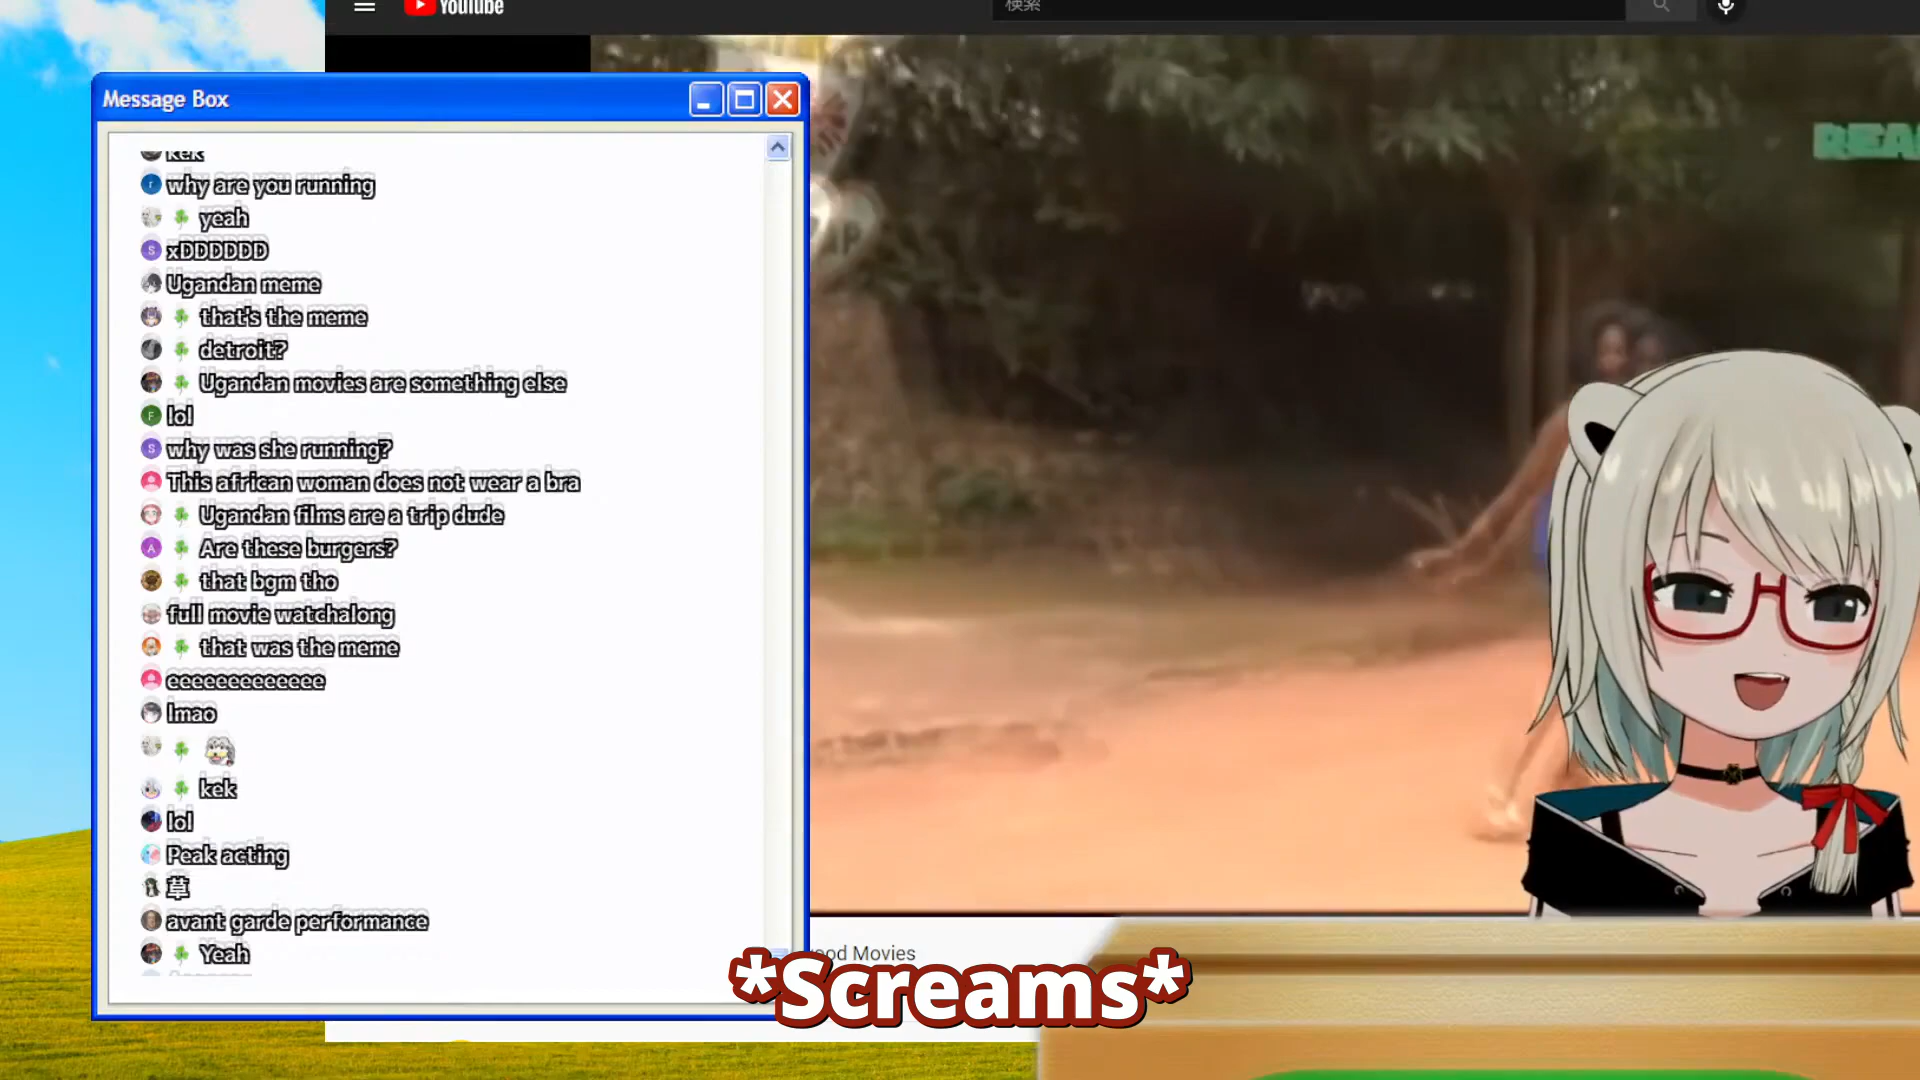 YouTube
検索
Message Box
kek
why are you running
yeah
xDDDDDD
Ugandan meme
that's the meme
detroit?
Ugandan movies are something else
lol
why was she running?
This african woman does not wear a bra
Ugandan films are a trip dude
Are these burgers?
that bgm tho
full movie watchalong
that was the meme
eeeeeeeeeeeee
lmao
kek
lol
Peak acting
草
avant garde performance
Yeah
ood Movies
*Screams*